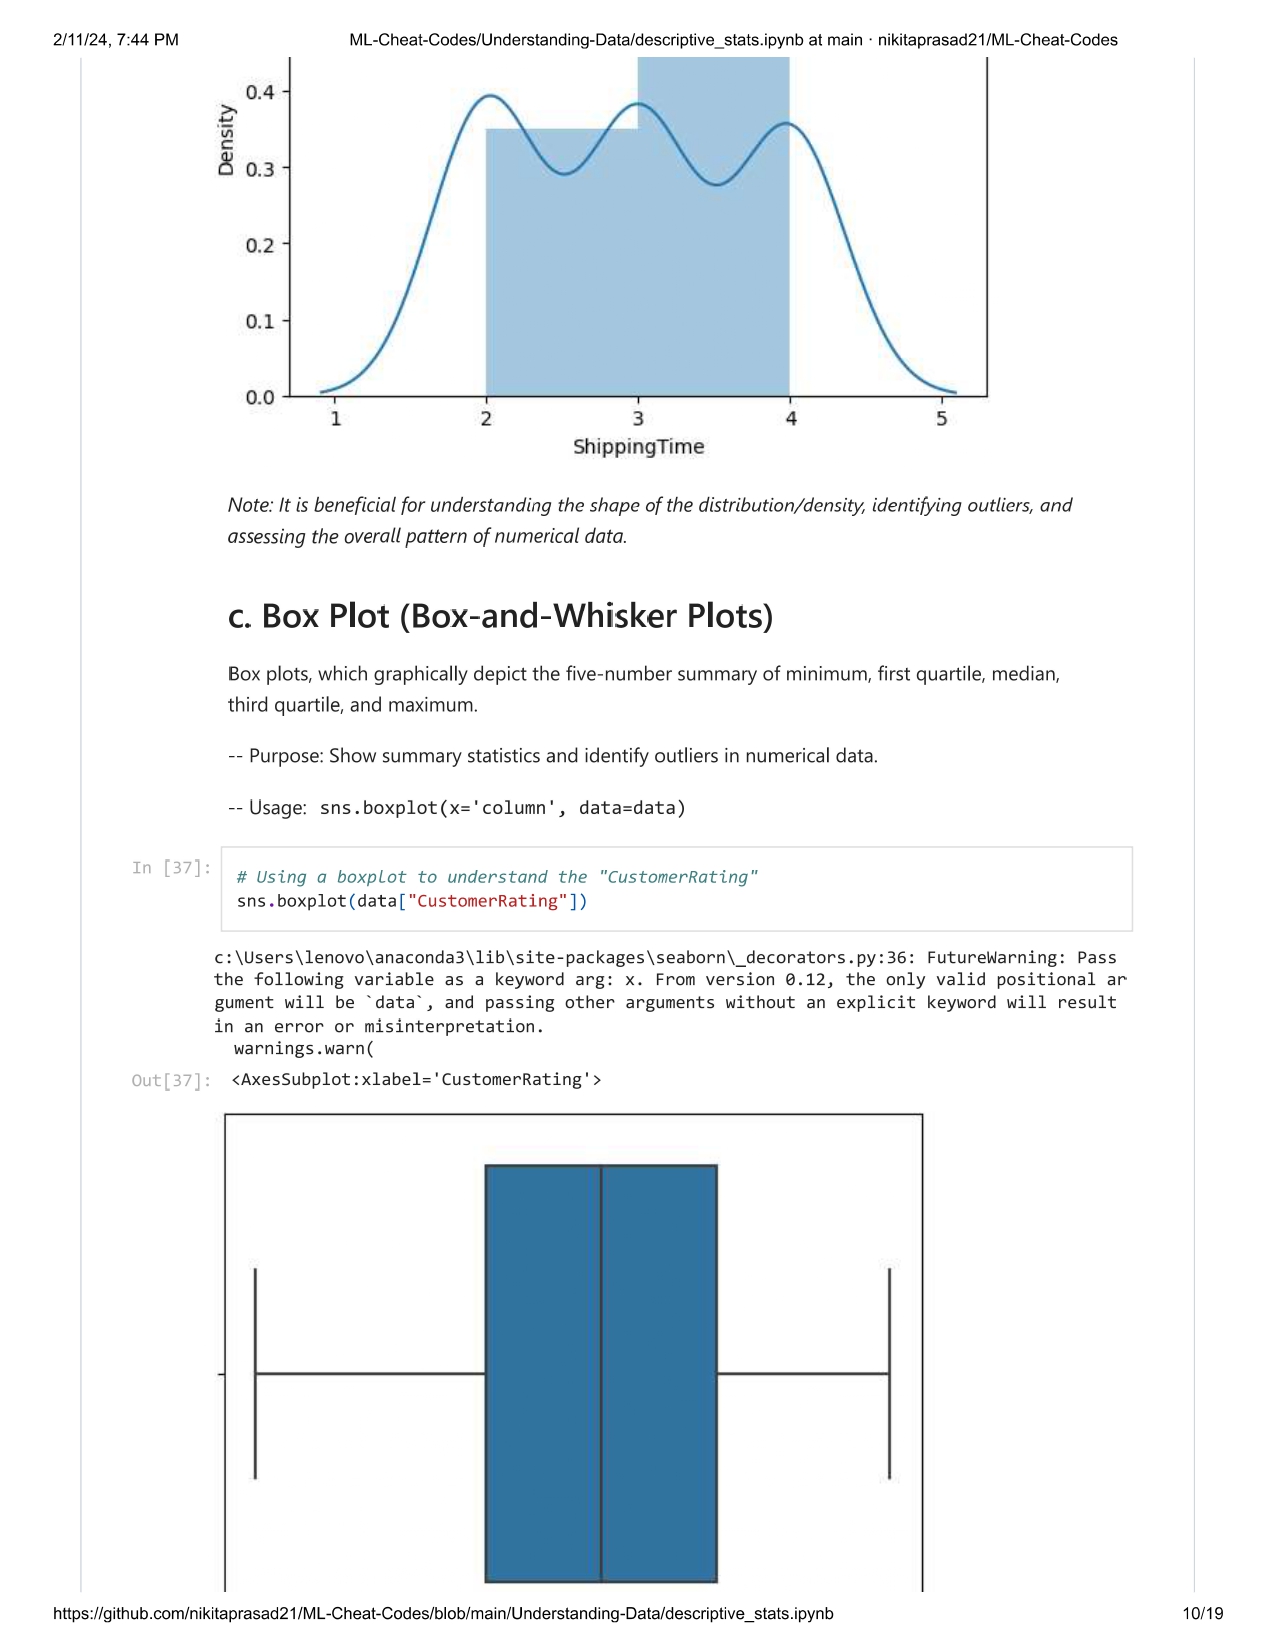 2/11/24, 7:44 PM
ML-Cheat-Codes/Understanding-Data/descriptive_stats.ipynb at main · nikitaprasad21/ML-Cheat-Codes
0.4
0.3
0.2
0.1
0.0
Density
1 2 3 4 5
ShippingTime
Note: It is beneficial for understanding the shape of the distribution/density, identifying outliers, and
assessing the overall pattern of numerical data.
c. Box Plot (Box-and-Whisker Plots)
Box plots, which graphically depict the five-number summary of minimum, first quartile, median,
third quartile, and maximum.
-- Purpose: Show summary statistics and identify outliers in numerical data.
-- Usage: sns.boxplot(x='column', data=data)
In [37]:
# Using a boxplot to understand the "CustomerRating"
sns.boxplot(data["CustomerRating"])
c:\Users\lenovo\anaconda3\lib\site-packages\seaborn\_decorators.py:36: FutureWarning: Pass
the following variable as a keyword arg: x. From version 0.12, the only valid positional ar
gument will be `data`, and passing other arguments without an explicit keyword will result
in an error or misinterpretation.
warnings.warn(
Out[37]: <AxesSubplot:xlabel='CustomerRating'>
https://github.com/nikitaprasad21/ML-Cheat-Codes/blob/main/Understanding-Data/descriptive_stats.ipynb
10/19